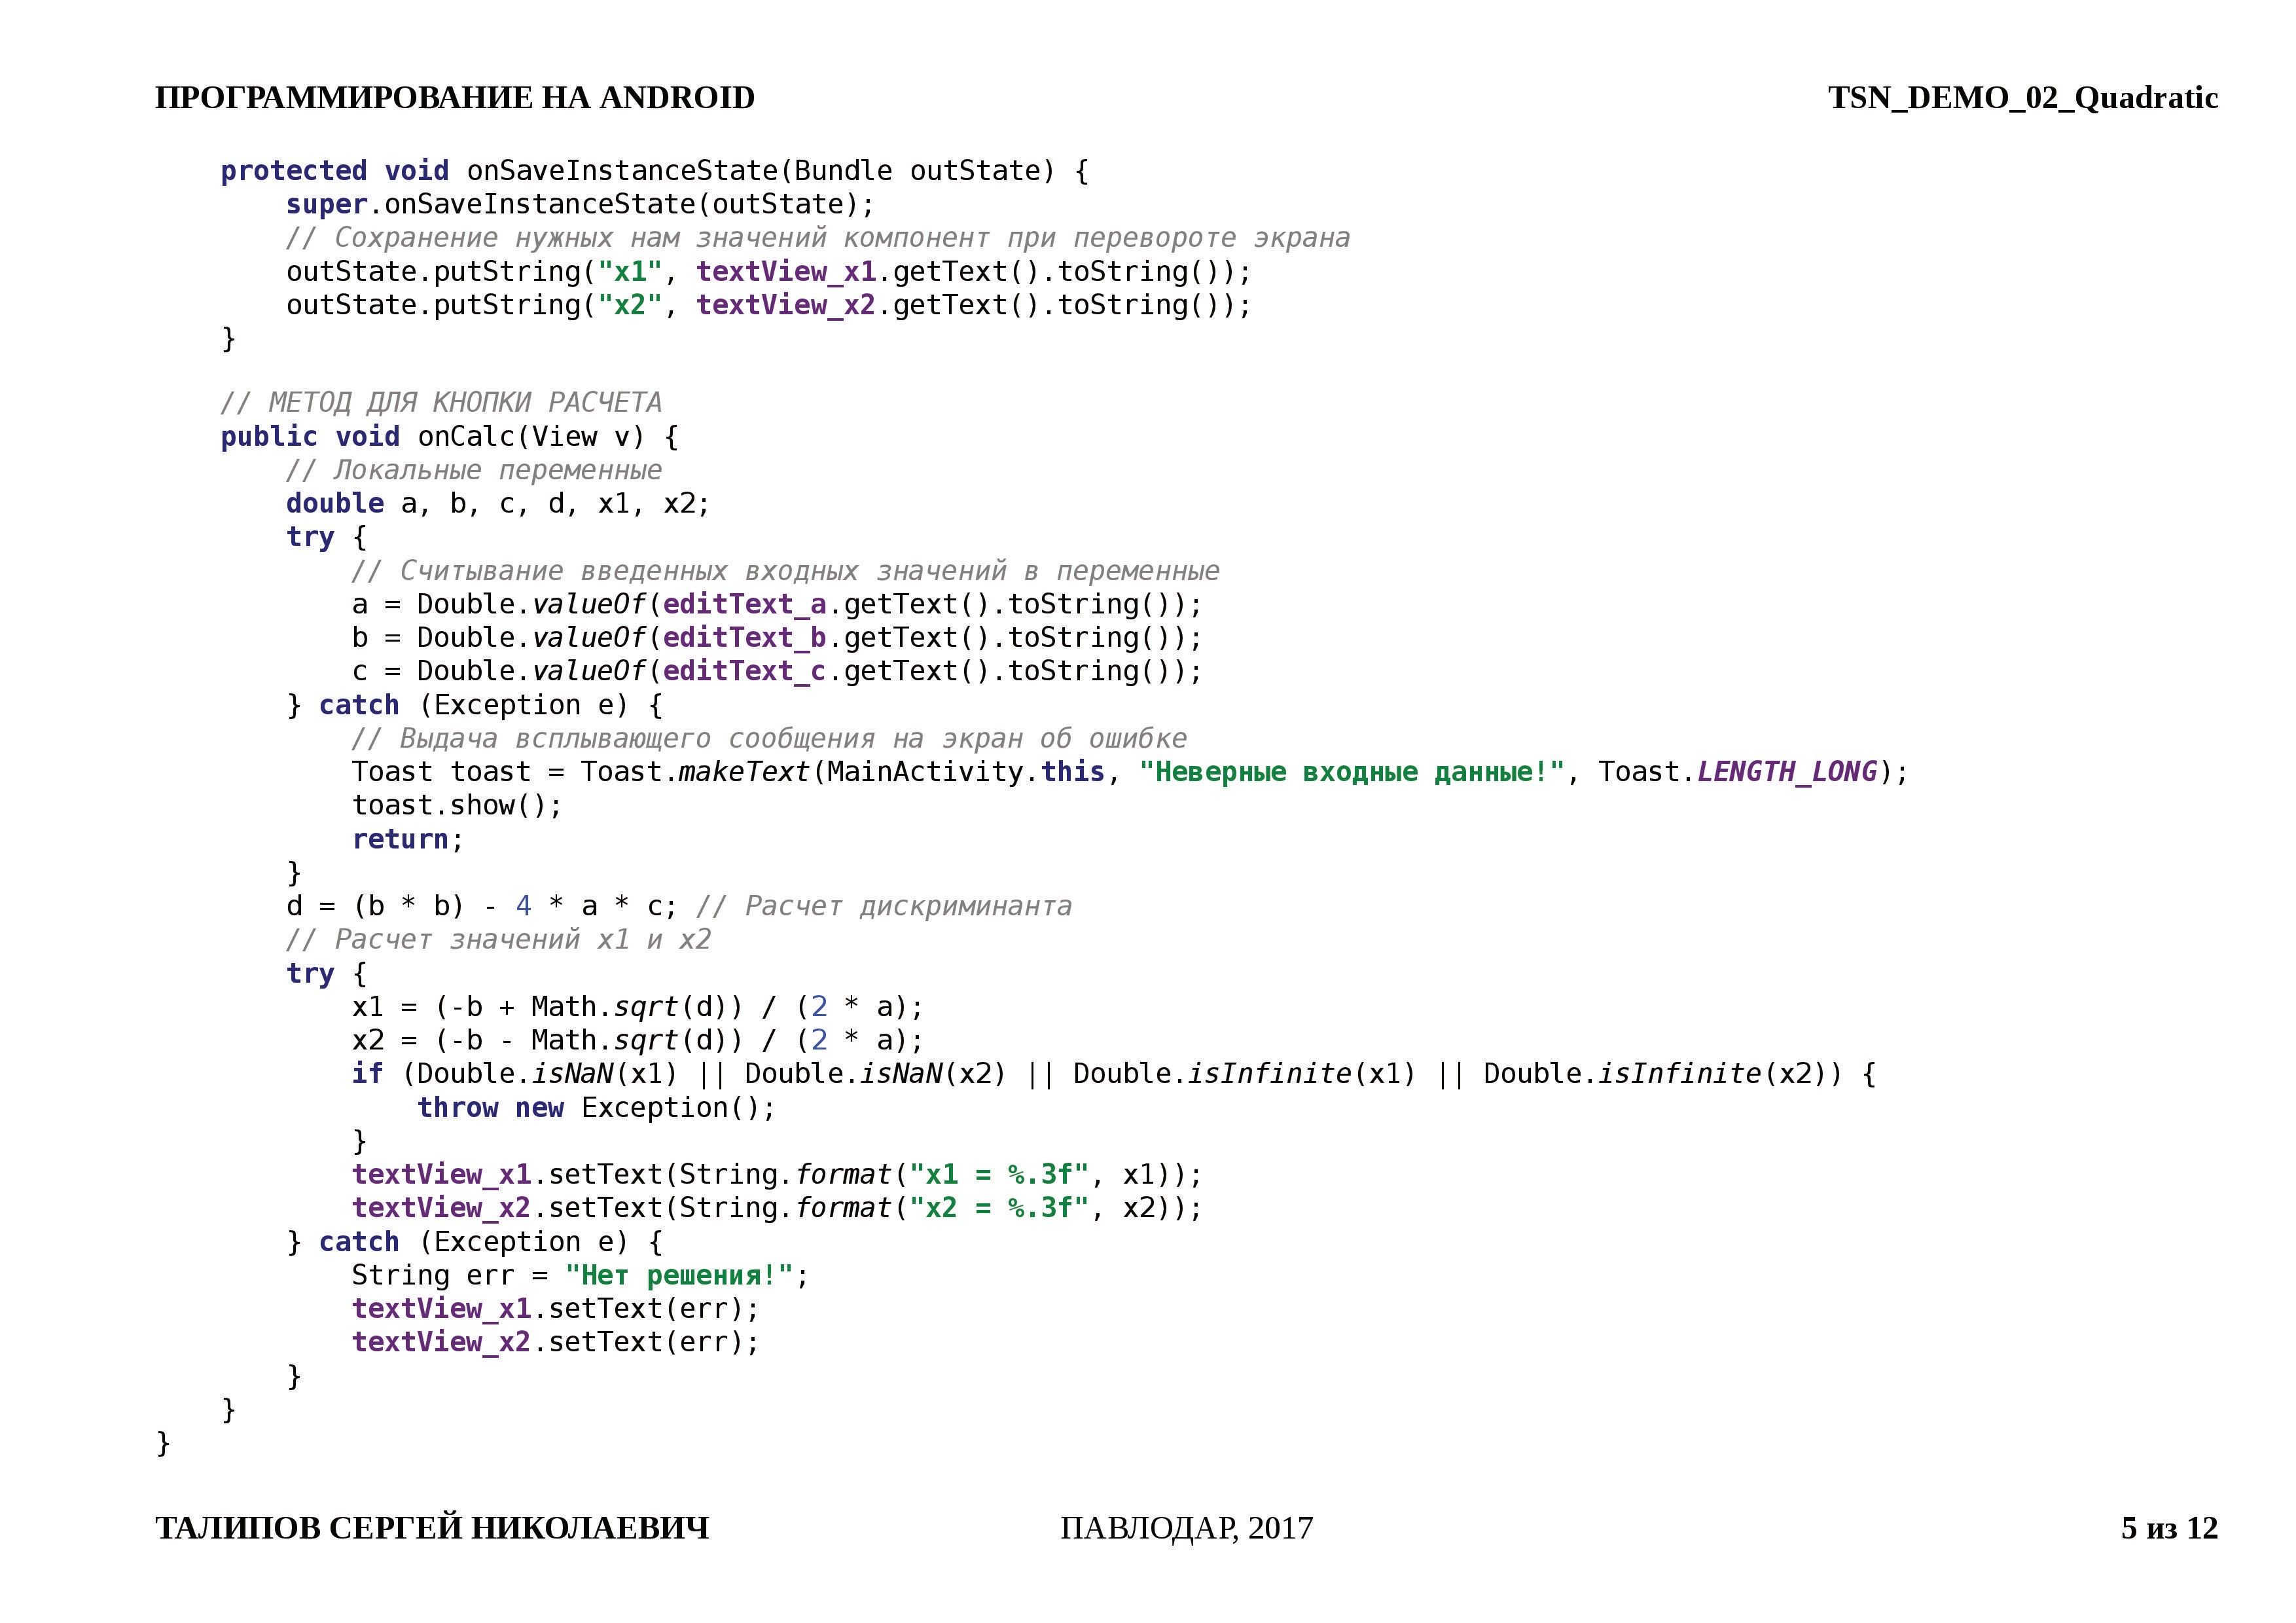 ПРОГРАММИРОВАНИЕ НА ANDROID TSN_DEMO_02_Quadratic
    protected void onSaveInstanceState(Bundle outState) {
        super.onSaveInstanceState(outState);
        // Сохранение нужных нам значений компонент при перевороте экрана
        outState.putString("x1", textView_x1.getText().toString());
        outState.putString("x2", textView_x2.getText().toString());
    }
    // МЕТОД ДЛЯ КНОПКИ РАСЧЕТА
    public void onCalc(View v) {
        // Локальные переменные
        double a, b, c, d, x1, x2;
        try {
            // Считывание введенных входных значений в переменные
            a = Double.valueOf(editText_a.getText().toString());
            b = Double.valueOf(editText_b.getText().toString());
            c = Double.valueOf(editText_c.getText().toString());
        } catch (Exception e) {
            // Выдача всплывающего сообщения на экран об ошибке
            Toast toast = Toast.makeText(MainActivity.this, "Неверные входные данные!", Toast.LENGTH_LONG);
            toast.show();
            return;
        }
        d = (b * b) - 4 * a * c; // Расчет дискриминанта
        // Расчет значений x1 и x2
        try {
            x1 = (-b + Math.sqrt(d)) / (2 * a);
            x2 = (-b - Math.sqrt(d)) / (2 * a);
            if (Double.isNaN(x1) || Double.isNaN(x2) || Double.isInfinite(x1) || Double.isInfinite(x2)) {
                throw new Exception();
            }
            textView_x1.setText(String.format("x1 = %.3f", x1));
            textView_x2.setText(String.format("x2 = %.3f", x2));
        } catch (Exception e) {
            String err = "Нет решения!";
            textView_x1.setText(err);
            textView_x2.setText(err);
        }
    }
}
ТАЛИПОВ СЕРГЕЙ НИКОЛАЕВИЧ ПАВЛОДАР, 2017 5 из 12